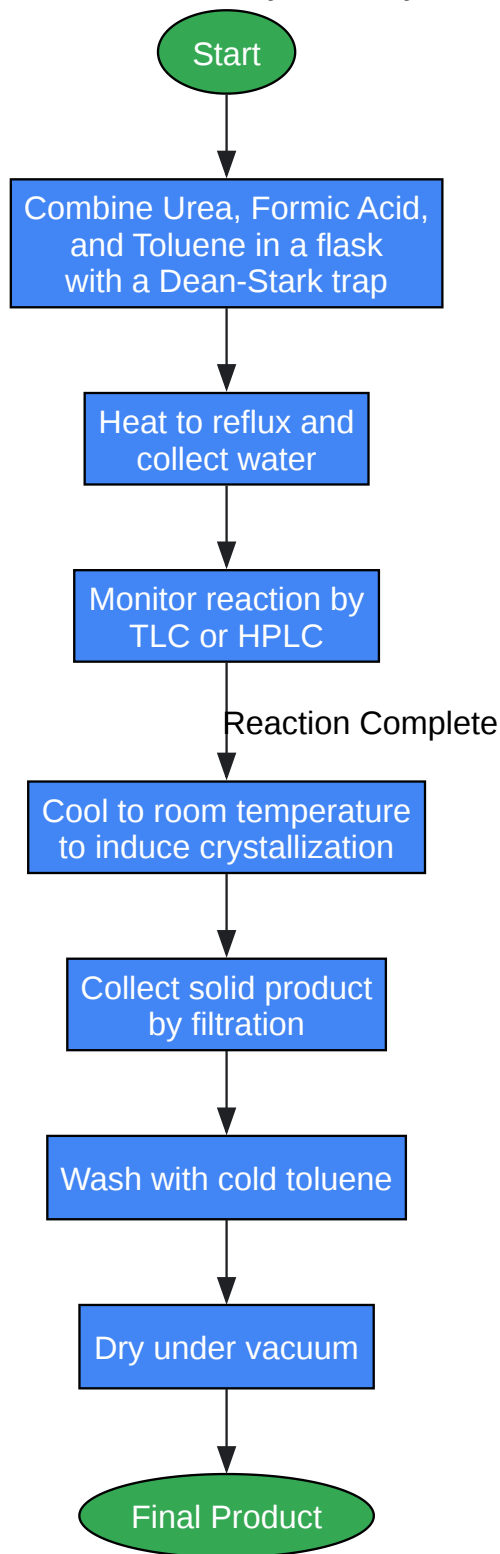 Start
Combine Urea, Formic Acid,
and Toluene in a flask
with a Dean-Stark trap
Heat to reflux and
collect water
Monitor reaction by
TLC or HPLC
Reaction Complete
Cool to room temperature
to induce crystallization
Collect solid product
by filtration
Wash with cold toluene
Dry under vacuum
Final Product